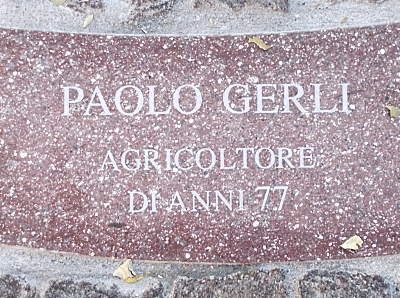 PAOLO GERLI
AGRICOLTORE
DI ANNI 77